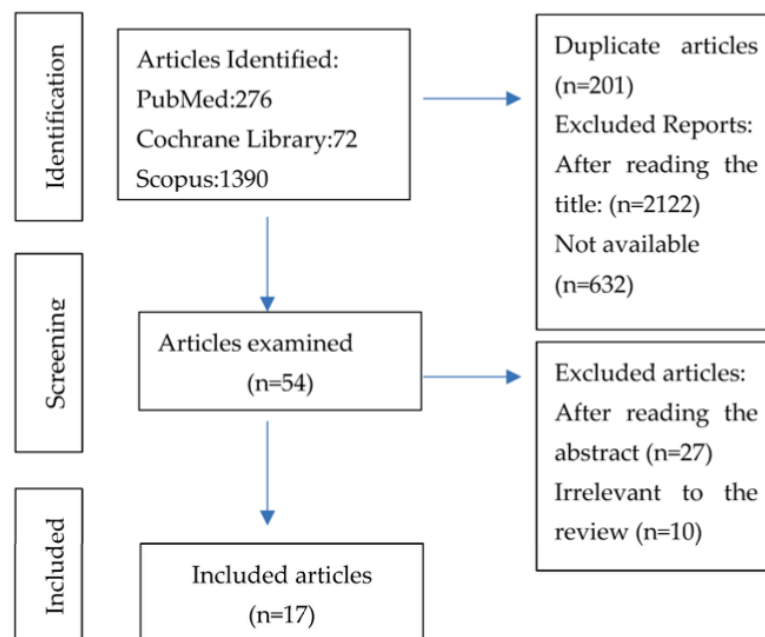 Identification
Articles Identified:
PubMed:276
Cochrane Library:72
Scopus:1390
Duplicate articles
(n=201)
Excluded Reports:
After reading the
title: (n=2122)
Not available
(n=632)
Screening
Articles examined
(n=54)
Excluded articles:
After reading the
abstract (n=27)
Irrelevant to the
review (n=10)
Included
Included articles
(n=17)